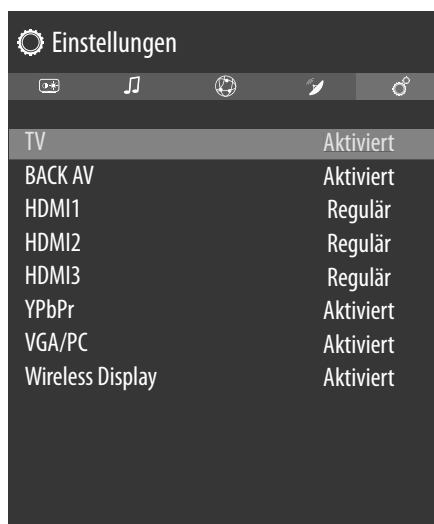 Einstellungen
TV Aktiviert
BACK AV Aktiviert
HDMI1 Regulär
HDMI2 Regulär
HDMI3 Regulär
YPbPr Aktiviert
VGA/PC Aktiviert
Wireless Display Aktiviert